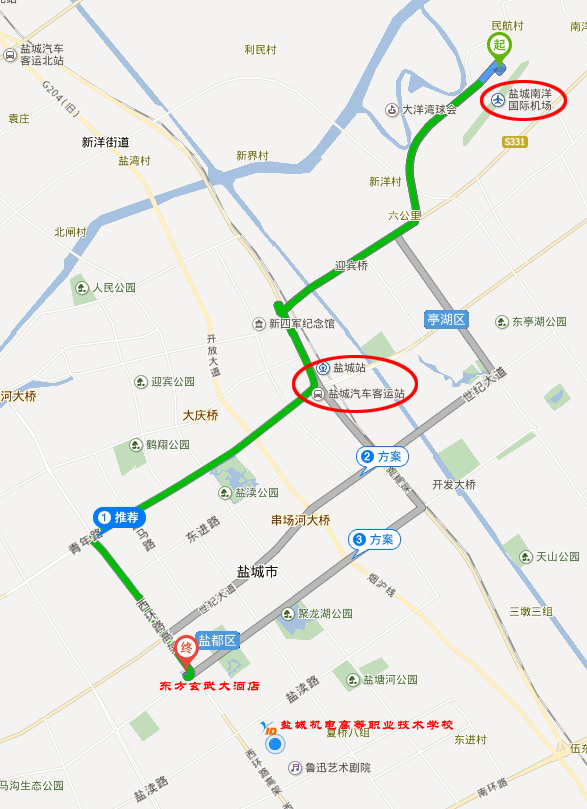 民航村
起
盐城汽车
客运北站
利民村
G204(旧)
盐城南洋
国际机场
大洋湾球会
袁庄
新洋街道
S331
盐湾村
新界村
新洋村
六公里
北闸村
迎宾桥
人民公园
新四军纪念馆
亭湖区
东亭湖公园
开放大道
盐城站
迎宾公园
盐城汽车客运站
世纪大道
河大桥
大庆桥
鹤翔公园
2 方案
开发大桥
盐渎公园
1 推荐
串场河大桥
东进路
青年路
3 方案
盐城市
天山公园
世纪大道
聚龙湖公园
三墩三组
盐都区
终
东方玄武大酒店
盐塘河公园
盐渎路
盐城机电高等职业技术学校
夏桥八组
东进村
伍东
西环路高架
鲁迅艺术剧院
马沟生态公园
盐渎路
南环路